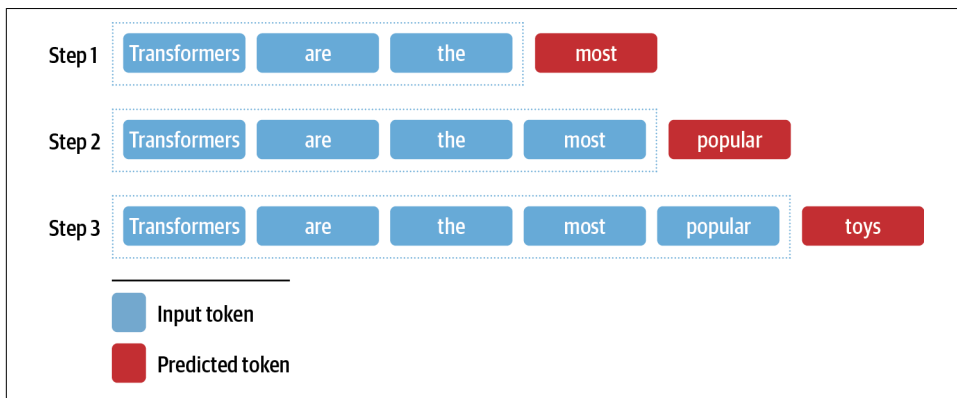 Step 1 Transformers are the most
Step 2 Transformers are the most popular
Step 3 Transformers are the most popular toys
Input token
Predicted token